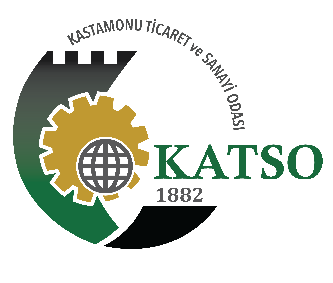 KASTAMONU TİCARET ve SANAYİ ODASI
KATSO
1882